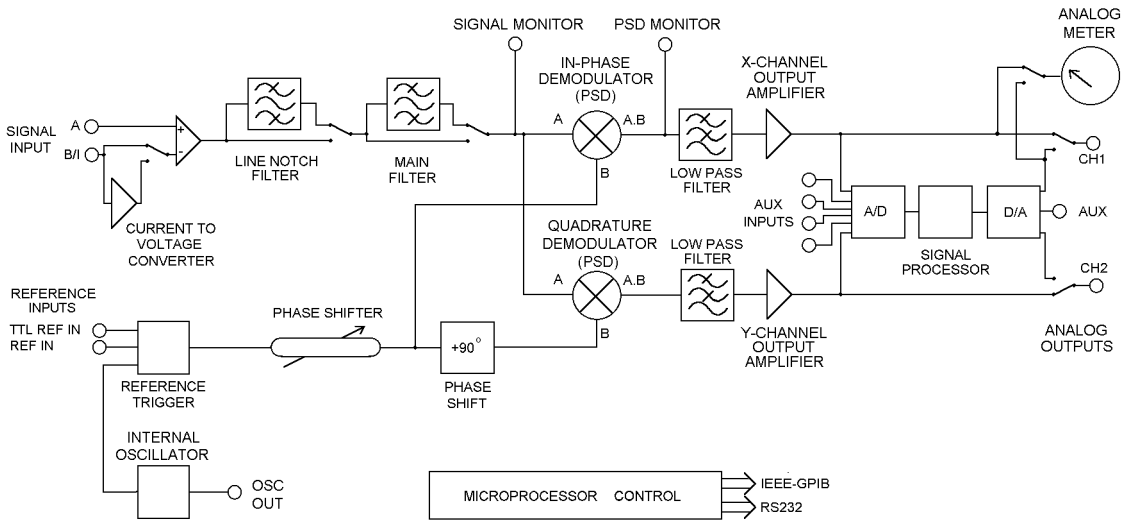 SIGNAL MONITOR
PSD MONITOR
ANALOG
METER
IN-PHASE
DEMODULATOR
(PSD)
X-CHANNEL
OUTPUT
AMPLIFIER
SIGNAL
INPUT
A
B/I
+
-
LINE NOTCH
FILTER
MAIN
FILTER
A
A.B
B
LOW PASS
FILTER
CH1
CURRENT TO
VOLTAGE
CONVERTER
AUX
INPUTS
A/D
D/A
AUX
SIGNAL
PROCESSOR
QUADRATURE
DEMODULATOR
(PSD)
LOW PASS
FILTER
A
A.B
B
CH2
Y-CHANNEL
OUTPUT
AMPLIFIER
ANALOG
OUTPUTS
REFERENCE
INPUTS
TTL REF IN
REF IN
PHASE SHIFTER
+90°
PHASE
SHIFT
REFERENCE
TRIGGER
INTERNAL
OSCILLATOR
OSC
OUT
MICROPROCESSOR CONTROL
IEEE-GPIB
RS232